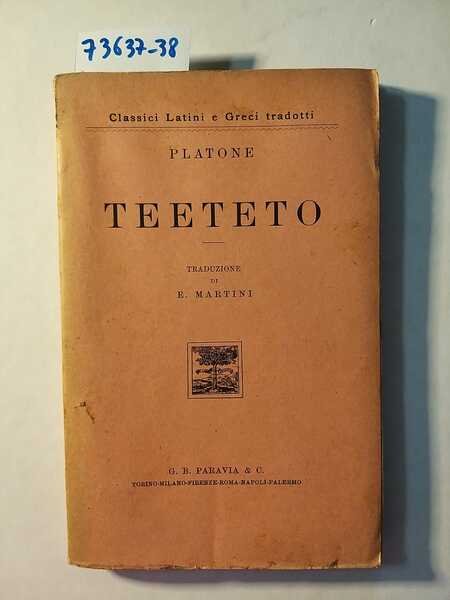 73637-38
Classici Latini e Greci tradotti
PLATONE
TEETETO
TRADUZIONE
DI
E. MARTINI
G. B. PARAVIA & C.
TORINO-MILANO-FIRENZE-ROMA-NAPOLI-PALERMO